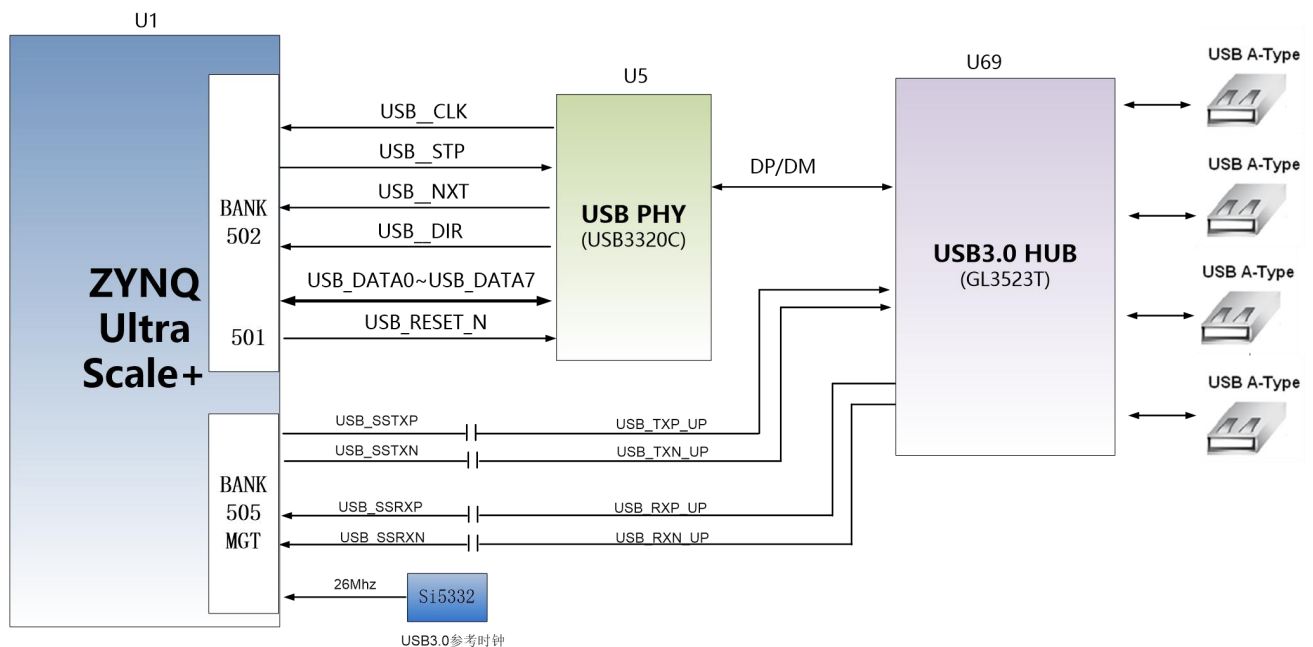 U1
U5
U69
USB A-Type
USB__CLK
USB__STP
DP/DM
USB A-Type
USB__NXT
BANK
502
USB PHY
(USB3320C)
USB__DIR
USB3.0 HUB
(GL3523T)
USB A-Type
ZYNQ
Ultra
Scale+
USB_DATA0~USB_DATA7
501
USB_RESET_N
USB A-Type
USB_SSTXP
USB_TXP_UP
USB_SSTXN
USB_TXN_UP
BANK
505
MGT
USB_SSRXP
USB_RXP_UP
USB_SSRXN
USB_RXN_UP
26Mhz
Si5332
USB3.0参考时钟